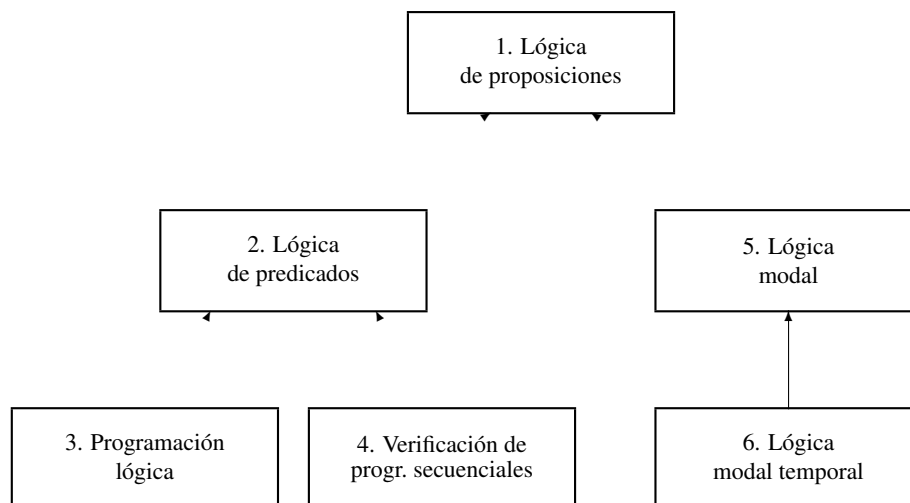 1. Lógica
de proposiciones
2. Lógica
de predicados
5. Lógica
modal
3. Programación
lógica
4. Verificación de
progr. secuenciales
6. Lógica
modal temporal